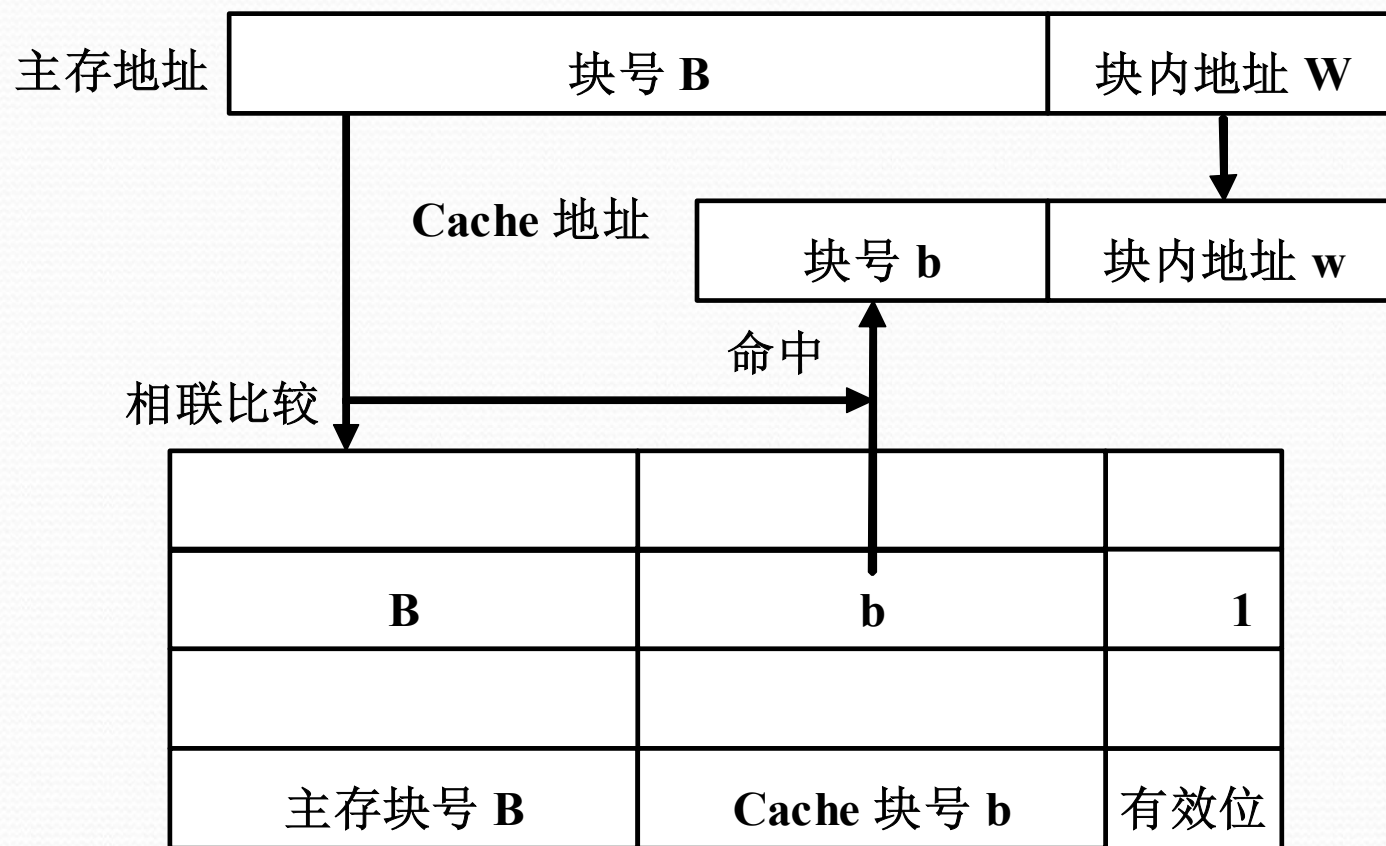 主存地址 块号 B 块内地址 W
Cache 地址 块号 b 块内地址 w
命中
相联比较
B b 1
主存块号 B Cache 块号 b 有效位